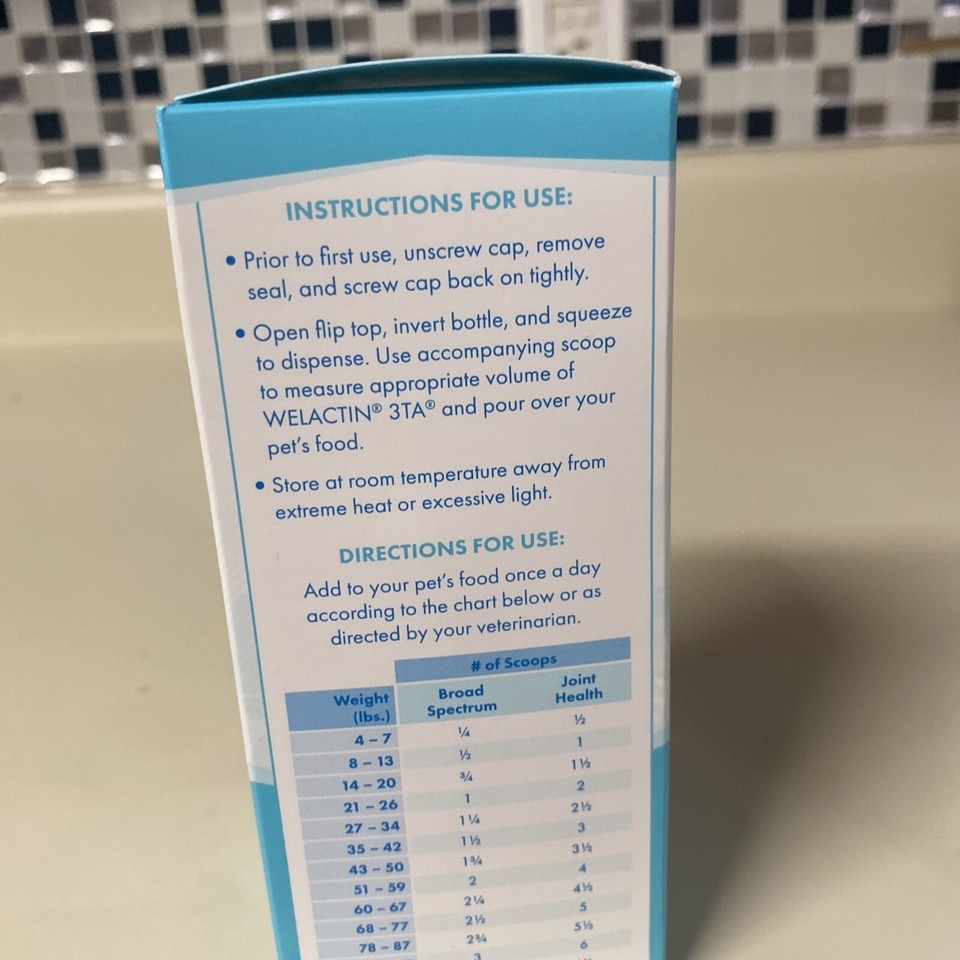 INSTRUCTIONS FOR USE:
• Prior to first use, unscrew cap, remove
seal, and screw cap back on tightly.
• Open flip top, invert bottle, and squeeze
to dispense. Use accompanying scoop
to measure appropriate volume of
WELACTIN® 3TA® and pour over your
pet's food.
• Store at room temperature away from
extreme heat or excessive light.
DIRECTIONS FOR USE:
Add to your pet's food once a day
according to the chart below or as
directed by your veterinarian.
# of Scoops
Weight (lbs.) Broad Spectrum Joint Health
4 – 7 ¼ ½
8 – 13 ½ 1
14 – 20 ¾ 1½
21 – 26 1 2
27 – 34 1¼ 2½
35 – 42 1½ 3
43 – 50 1¾ 3½
51 – 59 2 4
60 – 67 2¼ 4½
68 – 77 2½ 5
78 – 87 2¾ 5½
3 6